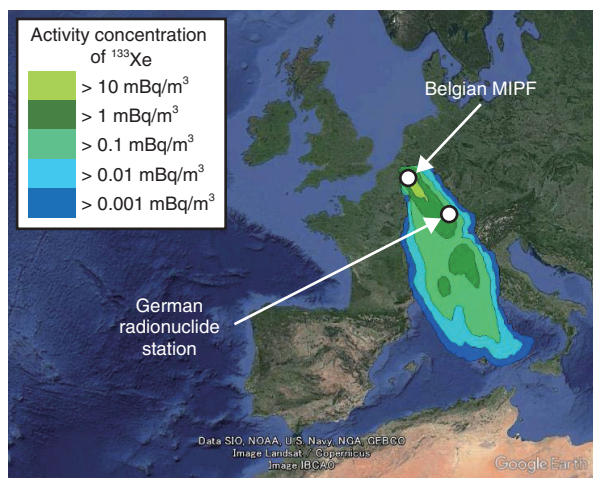 Activity concentration
of ¹³³Xe
> 10 mBq/m³
> 1 mBq/m³
> 0.1 mBq/m³
> 0.01 mBq/m³
> 0.001 mBq/m³
Belgian MIPF
German
radionuclide
station
Data SIO, NOAA, U.S. Navy, NGA, GEBCO
Image Landsat / Copernicus
Image IBCAO
Google Earth